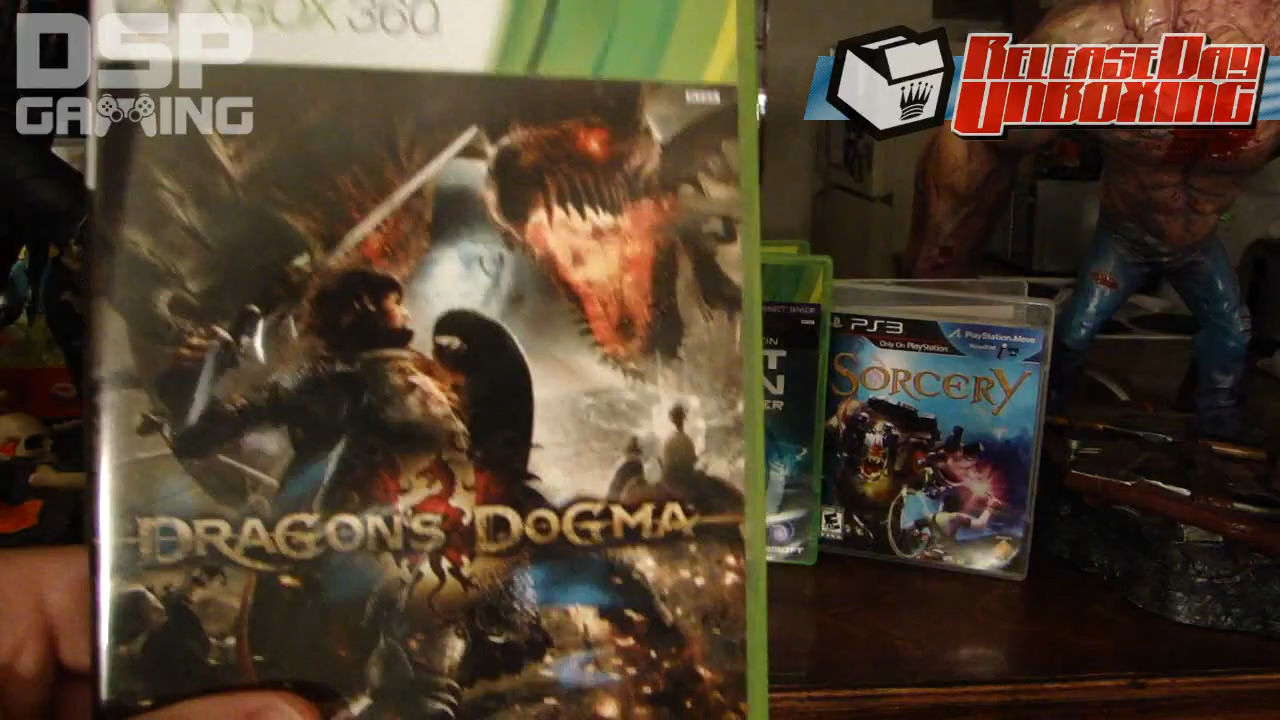 DSP
GAMING
XBOX 360
RELEASE DAY
UNBOXING
DRAGON'S DOGMA
PS3
Only On PlayStation
PlayStation.Move
SORCERY
E